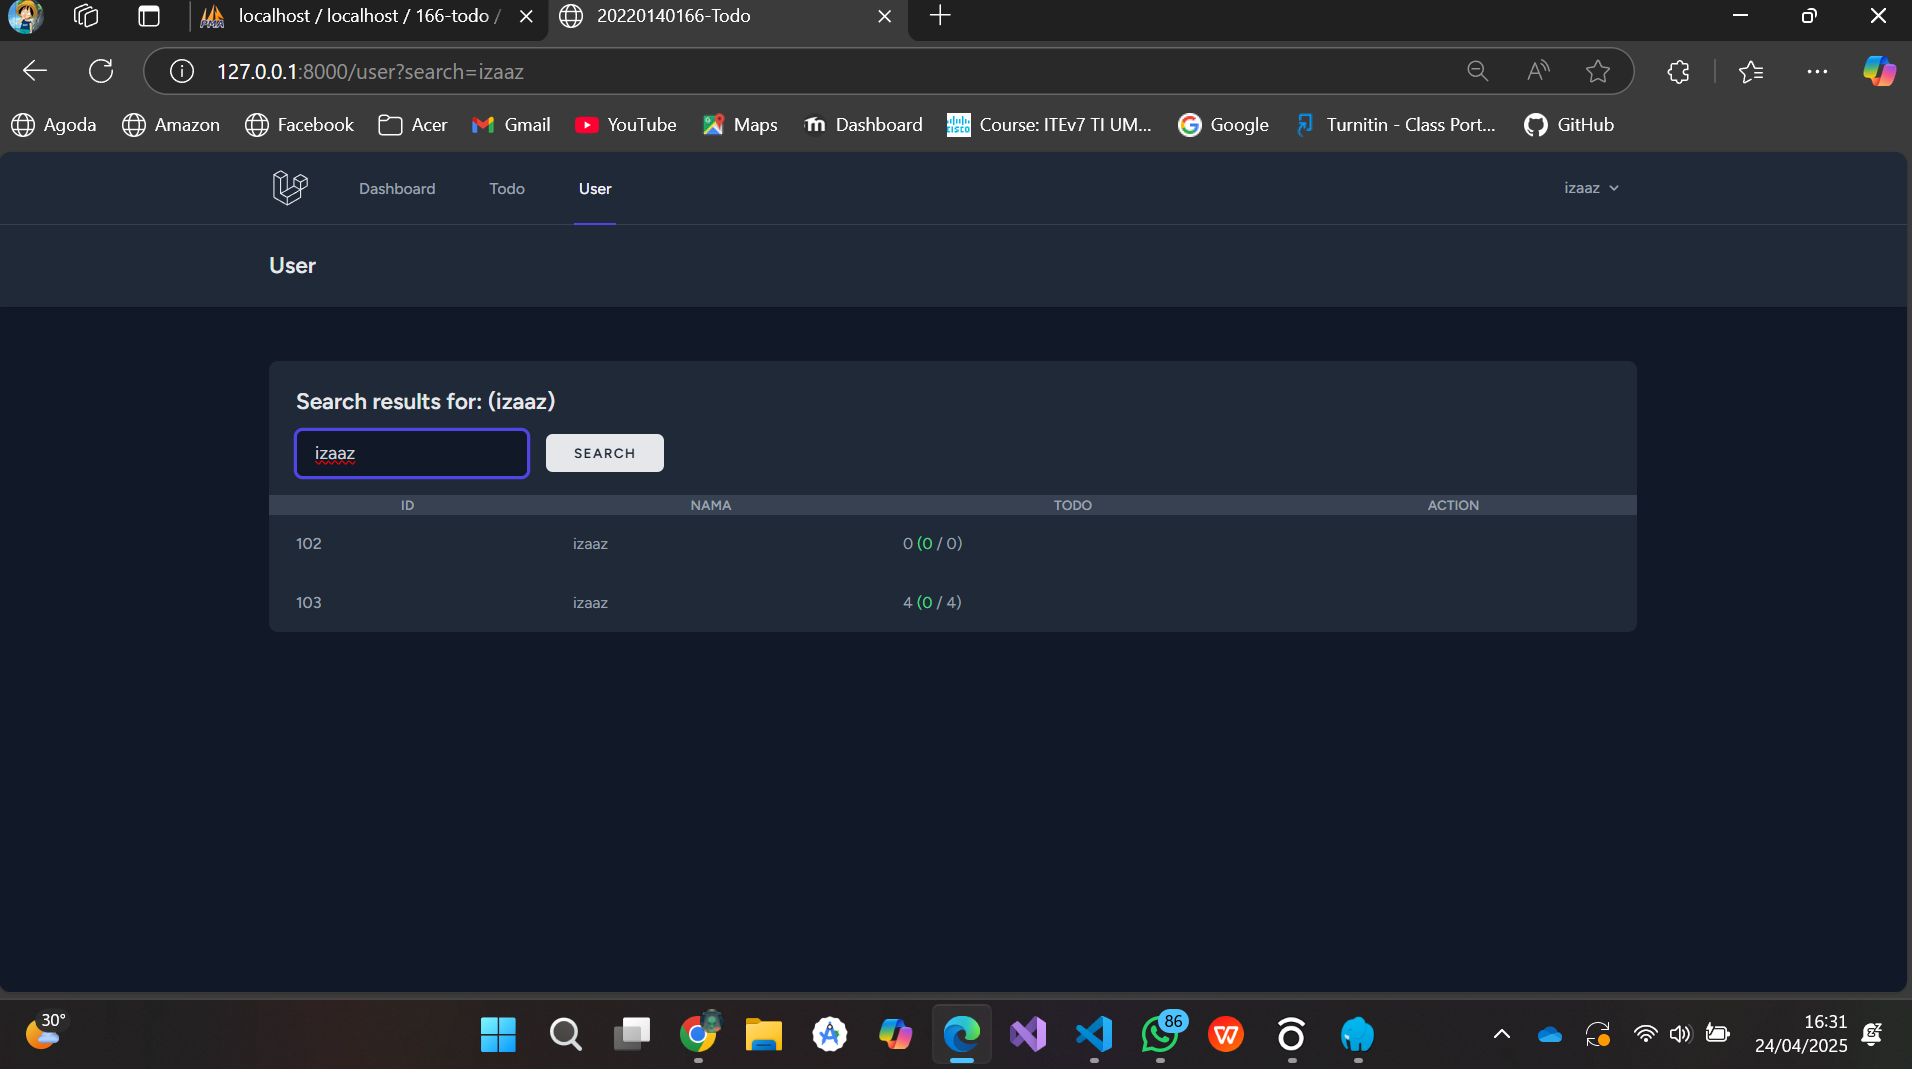 localhost / localhost / 166-todo /
20220140166-Todo
127.0.0.1:8000/user?search=izaaz
Agoda Amazon Facebook Acer Gmail YouTube Maps Dashboard Course: ITEv7 TI UM... Google Turnitin - Class Port... GitHub
Dashboard Todo User izaaz
User
Search results for: (izaaz)
izaaz SEARCH
ID NAMA TODO ACTION
102 izaaz 0 (0 / 0)
103 izaaz 4 (0 / 4)
30°
86
16:31
24/04/2025